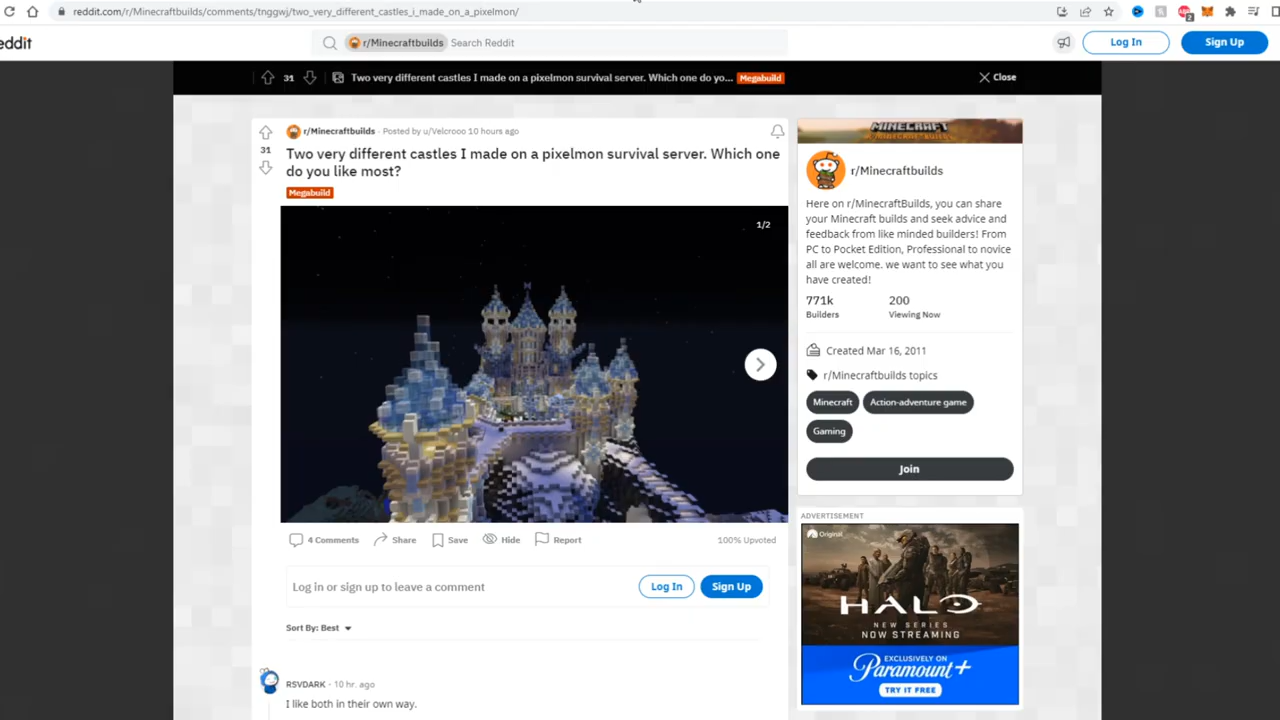 reddit.com/r/Minecraftbuilds/comments/tnggwj/two_very_different_castles_i_made_on_a_pixelmon/
2
eddit
r/Minecraftbuilds Search Reddit
Log In
Sign Up
31
Two very different castles I made on a pixelmon survival server. Which one do yo... Megabuild
Close
r/Minecraftbuilds · Posted by u/Velcrooo 10 hours ago
31
Two very different castles I made on a pixelmon survival server. Which one
do you like most?
Megabuild
1/2
4 Comments
Share
Save
Hide
Report
100% Upvoted
Log in or sign up to leave a comment
Log In
Sign Up
Sort By: Best
RSVDARK · 10 hr. ago
I like both in their own way.
MINECRAFT
r/Minecraftbuilds
Here on r/MinecraftBuilds, you can share
your Minecraft builds and seek advice and
feedback from like minded builders! From
PC to Pocket Edition, Professional to novice
all are welcome. we want to see what you
have created!
771k
Builders
200
Viewing Now
Created Mar 16, 2011
r/Minecraftbuilds topics
Minecraft
Action-adventure game
Gaming
Join
ADVERTISEMENT
Original
HALO
NEW SERIES
NOW STREAMING
EXCLUSIVELY ON
Paramount+
TRY IT FREE